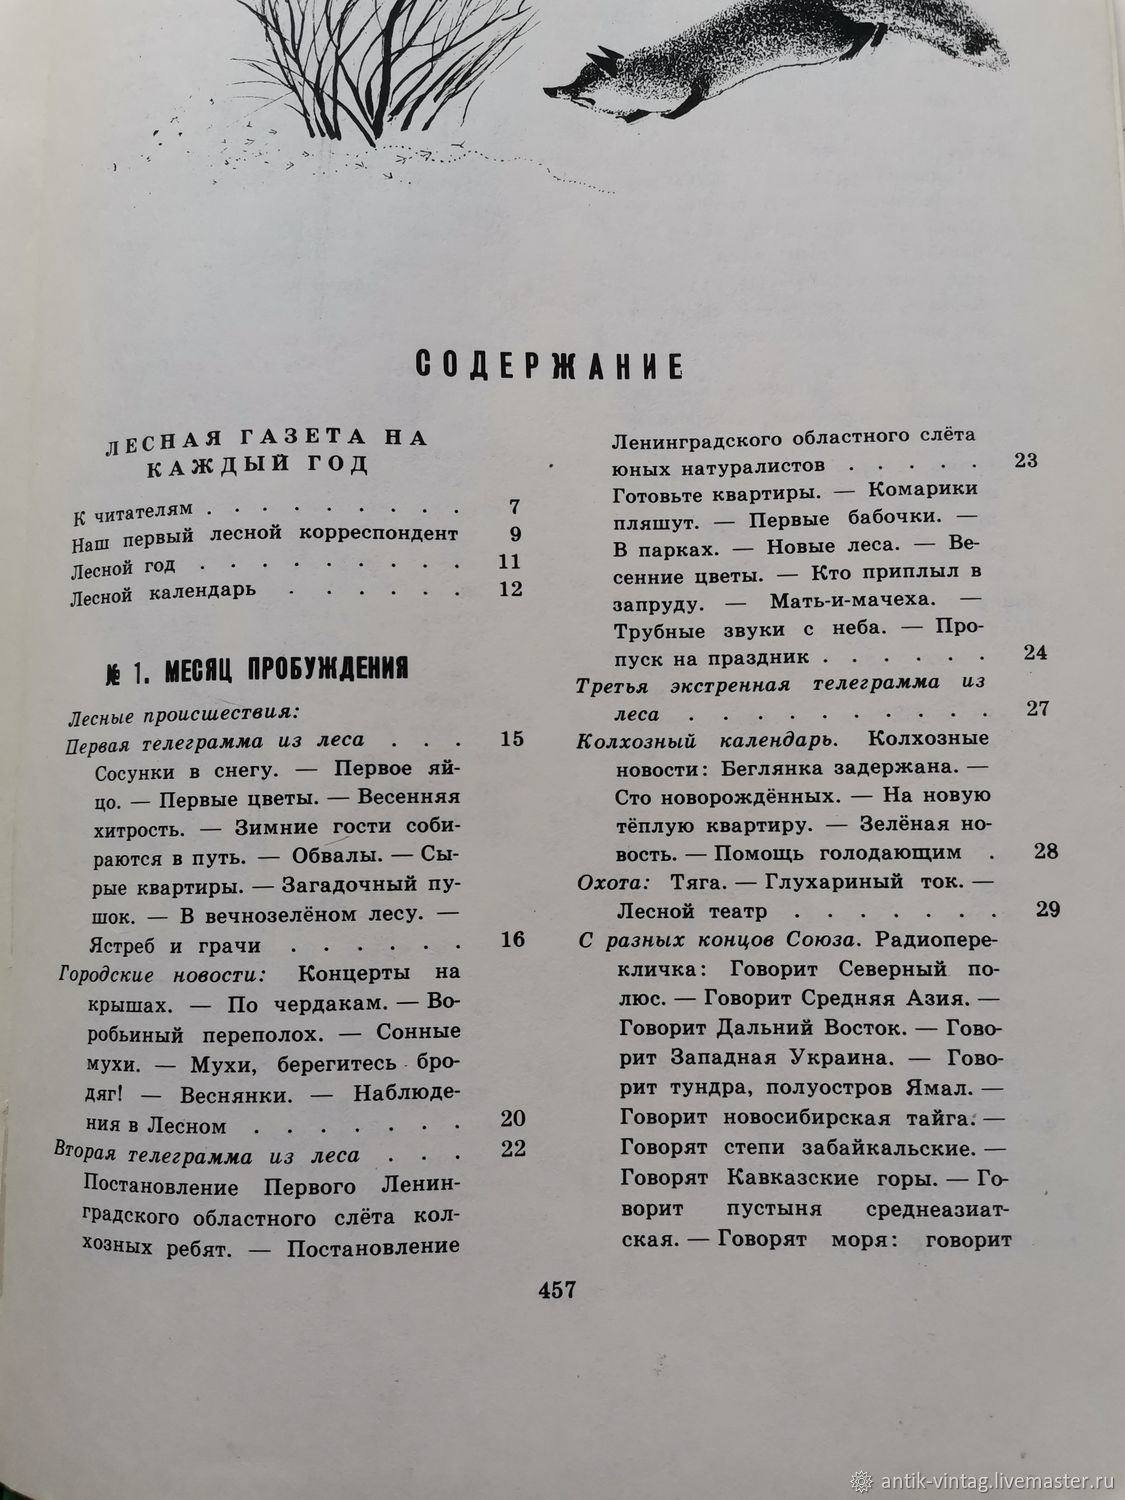 СОДЕРЖАНИЕ
ЛЕСНАЯ ГАЗЕТА НА
КАЖДЫЙ ГОД
К читателям . . . . . . . . . 7
Наш первый лесной корреспондент 9
Лесной год . . . . . . . . . 11
Лесной календарь . . . . . . 12
№ 1. МЕСЯЦ ПРОБУЖДЕНИЯ
Лесные происшествия:
Первая телеграмма из леса . . . 15
Сосунки в снегу. — Первое яй-
цо. — Первые цветы. — Весенняя
хитрость. — Зимние гости соби-
раются в путь. — Обвалы. — Сы-
рые квартиры. — Загадочный пу-
шок. — В вечнозелёном лесу. —
Ястреб и грачи . . . . . . 16
Городские новости: Концерты на
крышах. — По чердакам. — Во-
робьиный переполох. — Сонные
мухи. — Мухи, берегитесь бро-
дяг! — Веснянки. — Наблюде-
ния в Лесном . . . . . . . 20
Вторая телеграмма из леса . . . 22
Постановление Первого Ленин-
градского областного слёта кол-
хозных ребят. — Постановление
Ленинградского областного слёта
юных натуралистов . . . . . 23
Готовьте квартиры. — Комарики
пляшут. — Первые бабочки. —
В парках. — Новые леса. — Ве-
сенние цветы. — Кто приплыл в
запруду. — Мать-и-мачеха. —
Трубные звуки с неба. — Про-
пуск на праздник . . . . . . 24
Третья экстренная телеграмма из
леса . . . . . . . . . . 27
Колхозный календарь. Колхозные
новости: Беглянка задержана. —
Сто новорождённых. — На новую
тёплую квартиру. — Зелёная но-
вость. — Помощь голодающим . 28
Охота: Тяга. — Глухариный ток. —
Лесной театр . . . . . . . 29
С разных концов Союза. Радиопере-
кличка: Говорит Северный по-
люс. — Говорит Средняя Азия. —
Говорит Дальний Восток. — Гово-
рит Западная Украина. — Гово-
рит тундра, полуостров Ямал. —
Говорит новосибирская тайга. —
Говорят степи забайкальские. —
Говорят Кавказские горы. — Го-
ворит пустыня среднеазиат-
ская. — Говорят моря: говорит
457
antik-vintag.livemaster.ru